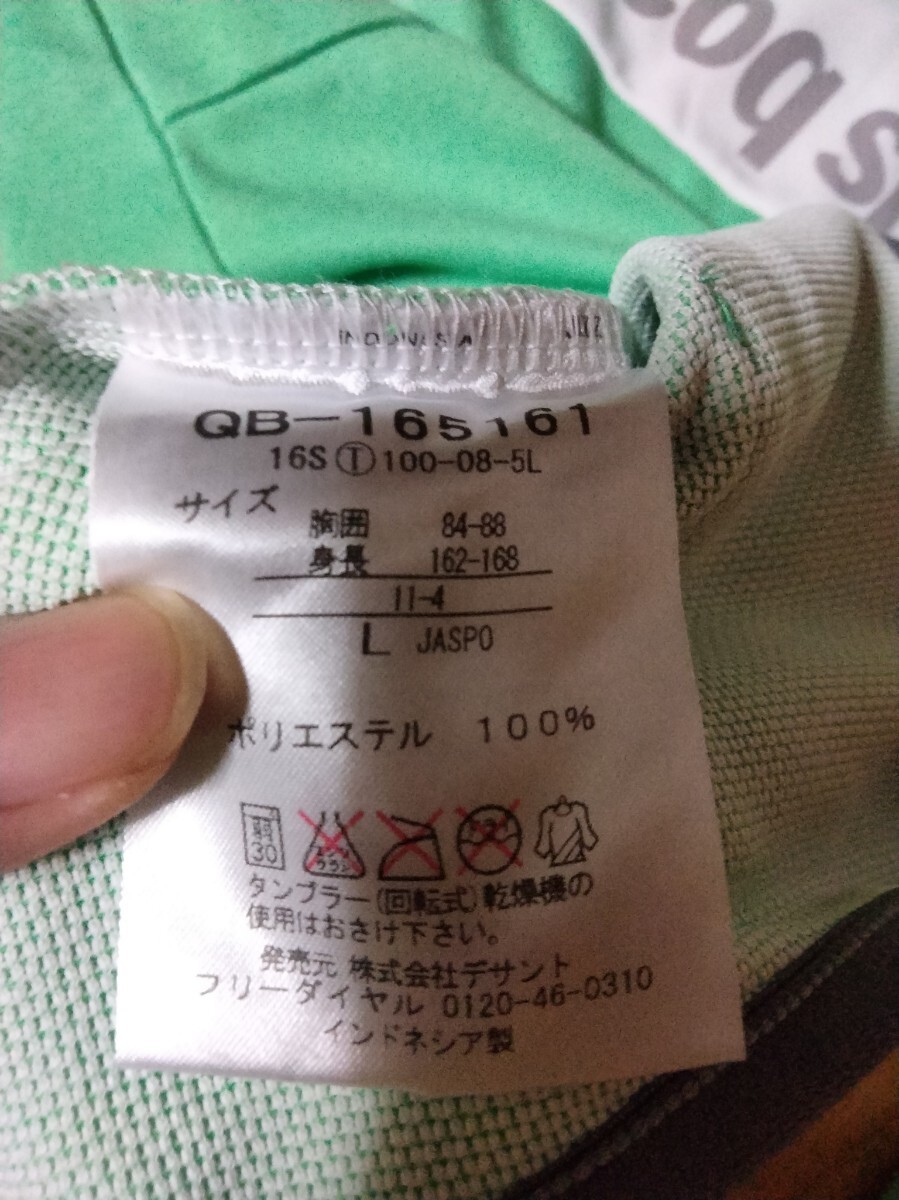 coq
INDONESIA
QB-165161
16S Ⓘ 100-08-5L
サイズ
胸囲 84-88
身長 162-168
11-4
L JASPO
ポリエステル 100%
弱
30
タンブラー(回転式)乾燥機の
使用はおさけ下さい。
発売元 株式会社デサント
フリーダイヤル 0120-46-0310
インドネシア製